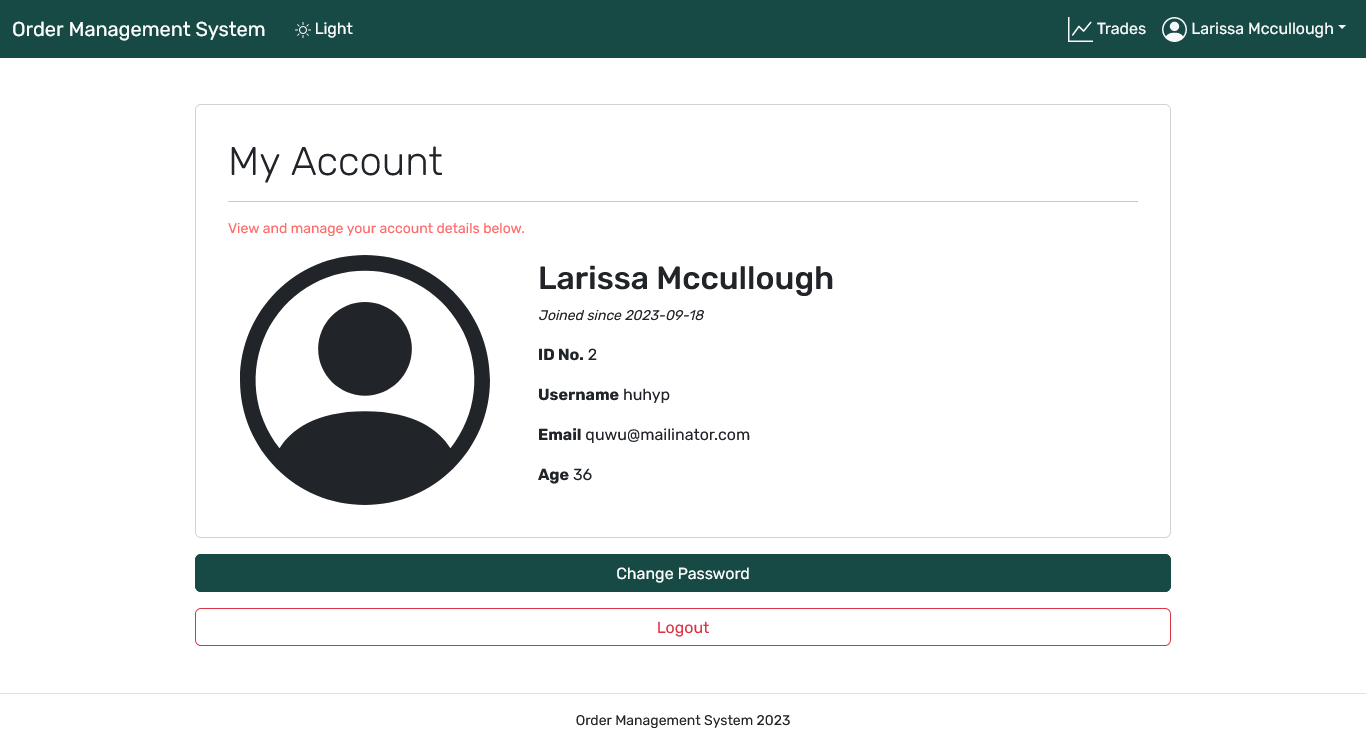 Order Management System Light Trades Larissa Mccullough
My Account
View and manage your account details below.
Larissa Mccullough
Joined since 2023-09-18
ID No. 2
Username huhyp
Email quwu@mailinator.com
Age 36
Change Password
Logout
Order Management System 2023